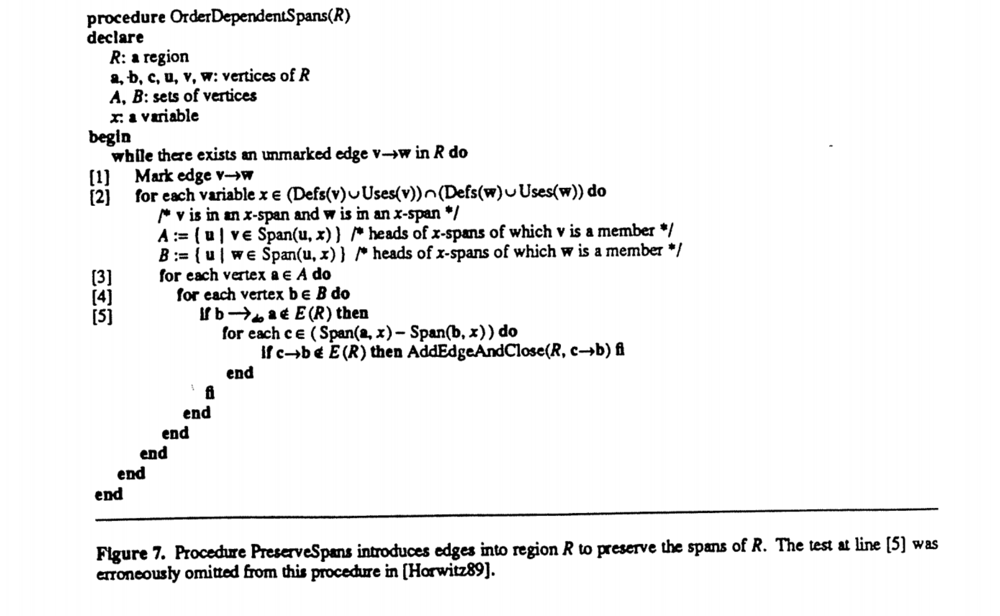 procedure OrderDependentSpans(R)
declare
R: a region
a, b, c, u, v, w: vertices of R
A, B: sets of vertices
x: a variable
begin
while there exists an unmarked edge v→w in R do
[1] Mark edge v→w
[2] for each variable x ∈ (Defs(v)∪Uses(v))∩(Defs(w)∪Uses(w)) do
/* v is in an x-span and w is in an x-span */
A := { u | v∈ Span(u, x) } /* heads of x-spans of which v is a member */
B := { u | w∈ Span(u, x) } /* heads of x-spans of which w is a member */
[3] for each vertex a ∈ A do
[4] for each vertex b ∈ B do
[5] if b ⟶do a ∉ E(R) then
for each c ∈ ( Span(a, x) − Span(b, x) ) do
if c→b ∉ E(R) then AddEdgeAndClose(R, c→b) fi
end
fi
end
end
end
end
end
Figure 7. Procedure PreserveSpans introduces edges into region R to preserve the spans of R. The test at line [5] was
erroneously omitted from this procedure in [Horwitz89].